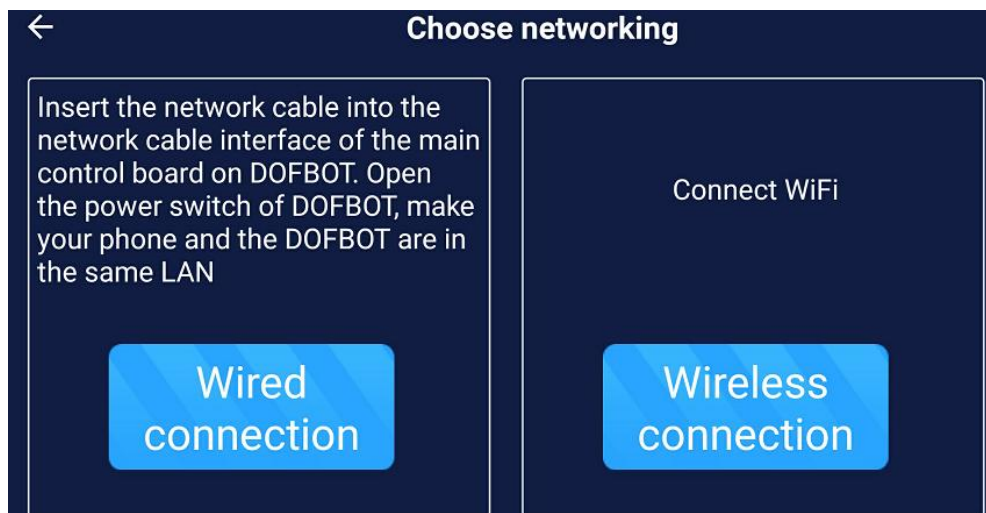 Choose networking
Insert the network cable into the
network cable interface of the main
control board on DOFBOT. Open
the power switch of DOFBOT, make
your phone and the DOFBOT are in
the same LAN
Wired
connection
Connect WiFi
Wireless
connection